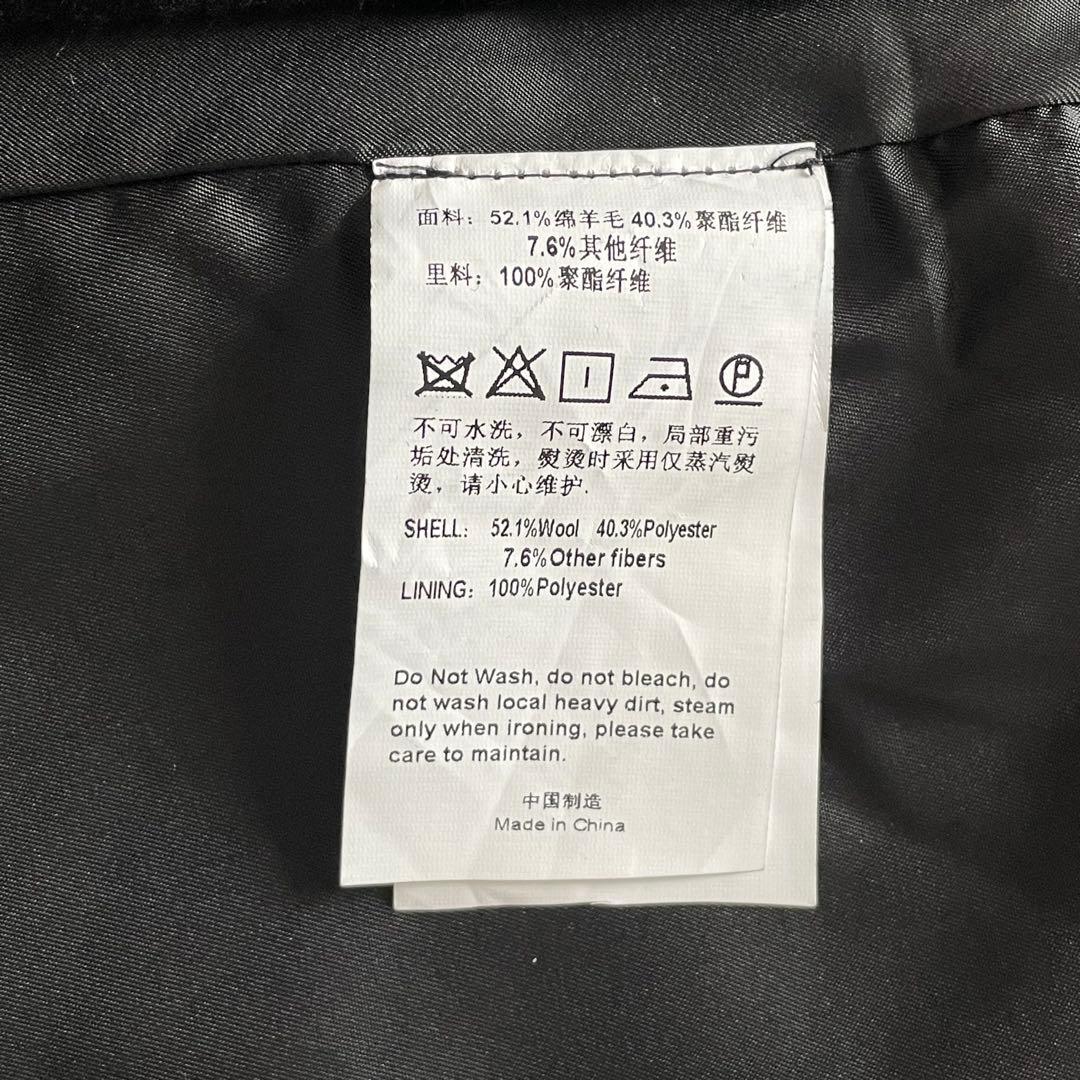 面料：52.1%绵羊毛 40.3%聚酯纤维
7.6%其他纤维
里料：100%聚酯纤维
P
不可水洗，不可漂白，局部重污
垢处清洗，熨烫时采用仅蒸汽熨
烫，请小心维护.
SHELL: 52.1%Wool 40.3%Polyester
7.6%Other fibers
LINING: 100%Polyester
Do Not Wash, do not bleach, do
not wash local heavy dirt, steam
only when ironing, please take
care to maintain.
中国制造
Made in China